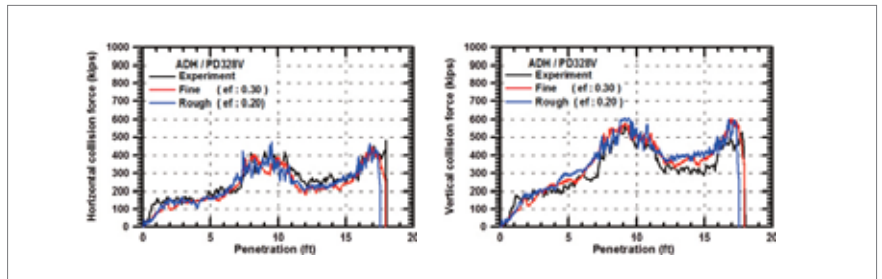 Horizontal collision force (kips)
1000
900
800
700
600
500
400
300
200
100
0
ADH / PD328V
Experiment
Fine ( ef : 0.30 )
Rough ( ef : 0.20)
0 5 10 15 20
Penetration (ft)
Vertical collision force (kips)
1000
900
800
700
600
500
400
300
200
100
0
ADH / PD328V
Experiment
Fine ( ef : 0.30 )
Rough ( ef : 0.20)
0 5 10 15 20
Penetration (ft)